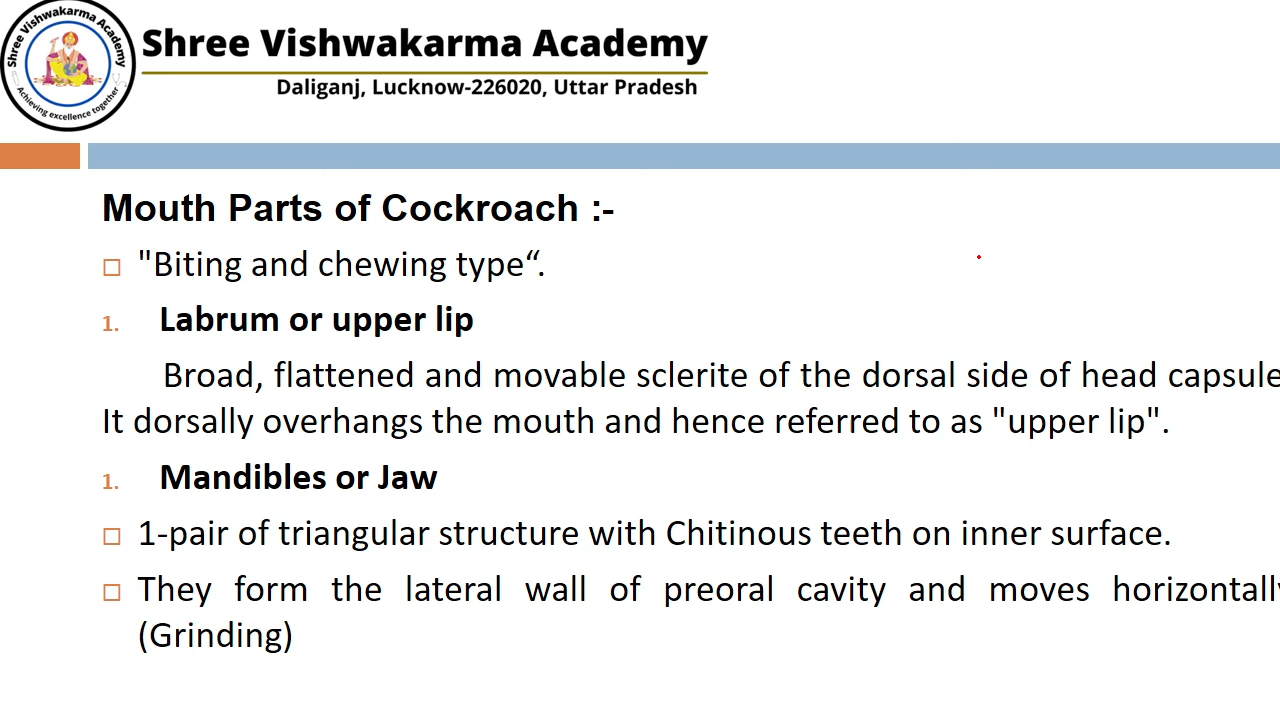 Shree Vishwakarma Academy
Achieving excellence together
Shree Vishwakarma Academy
Daliganj, Lucknow-226020, Uttar Pradesh
Mouth Parts of Cockroach :-
"Biting and chewing type“.
1. Labrum or upper lip
Broad, flattened and movable sclerite of the dorsal side of head capsule
It dorsally overhangs the mouth and hence referred to as "upper lip".
1. Mandibles or Jaw
1-pair of triangular structure with Chitinous teeth on inner surface.
They form the lateral wall of preoral cavity and moves horizontally
(Grinding)